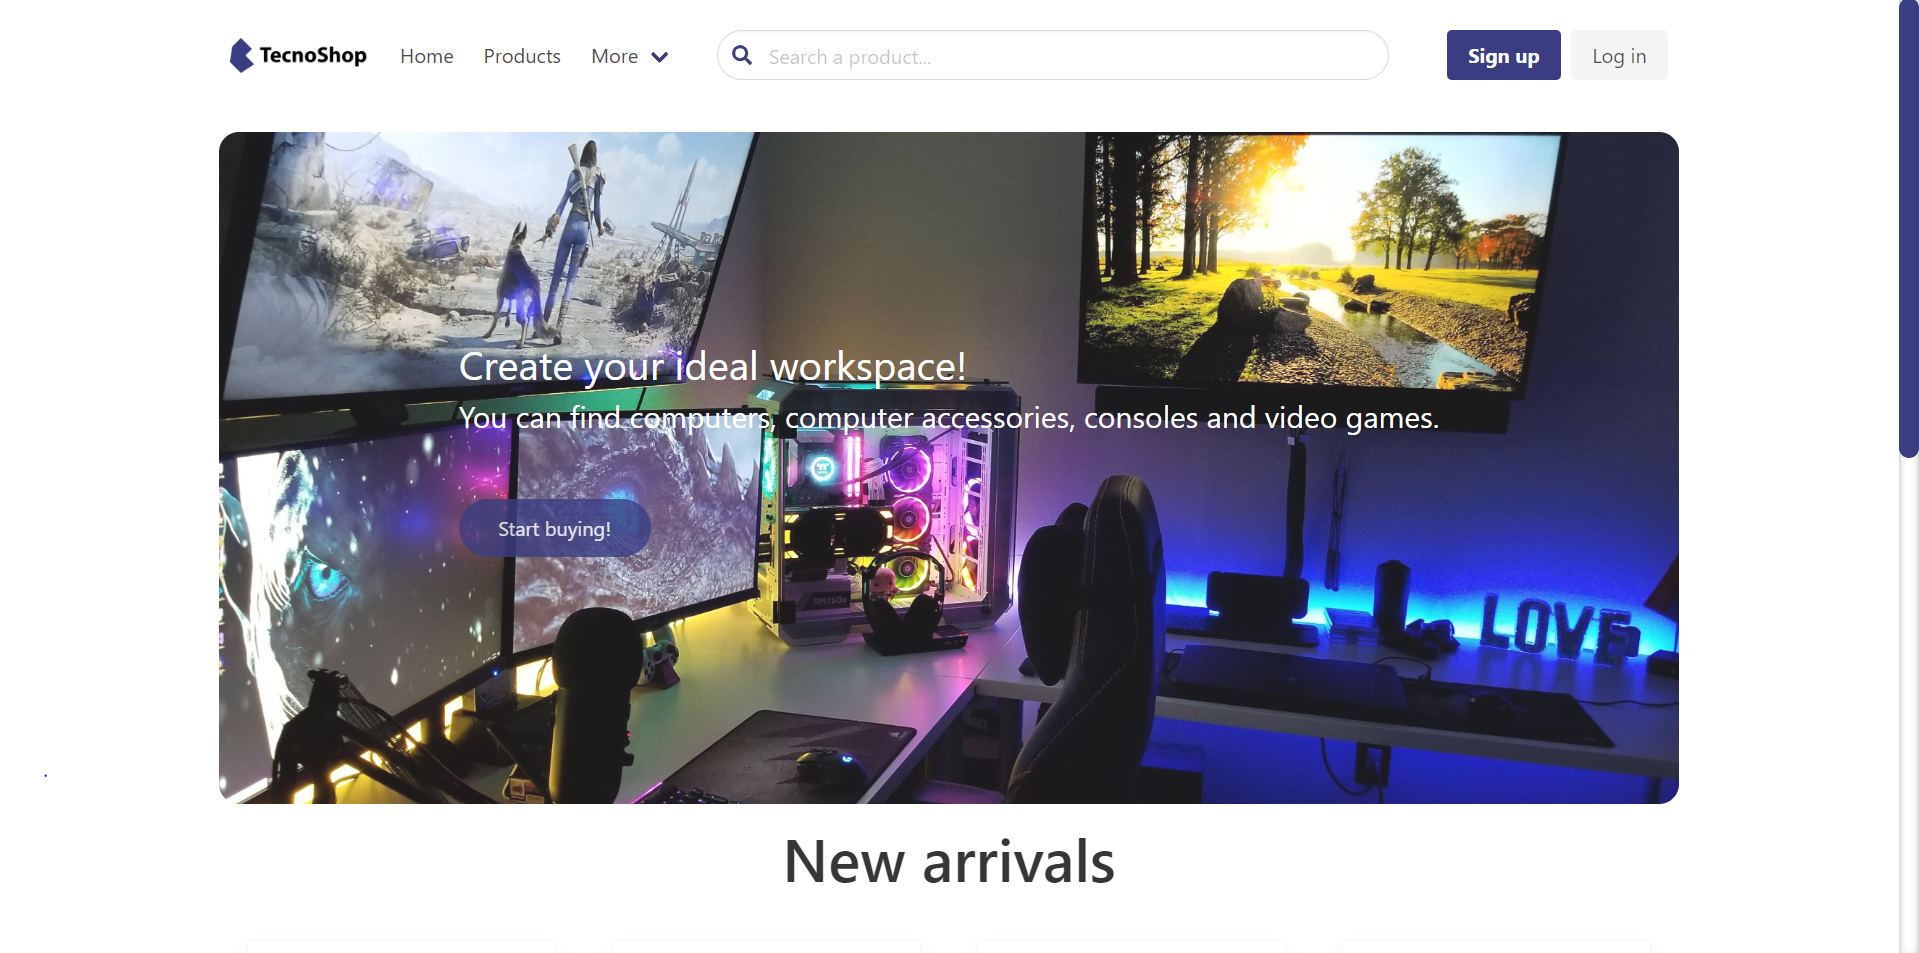 TecnoShop
Home
Products
More
Search a product...
Sign up
Log in
Create your ideal workspace!
You can find computers, computer accessories, consoles and video games.
Start buying!
RM750x
LOVE
New arrivals